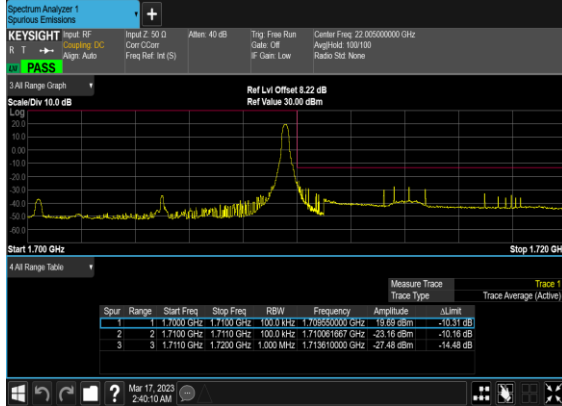 Spectrum Analyzer 1
Spurious Emissions
+
KEYSIGHT Input: RF Input Z: 50 Ω Atten: 40 dB Trig: Free Run Center Freq: 22.005000000 GHz
R T Coupling: DC Corr CCorr Gate: Off Avg|Hold: 100/100
Align: Auto Freq Ref: Int (S) IF Gain: Low Radio Std: None
PASS
3 All Range Graph
Ref Lvl Offset 8.22 dB
Scale/Div 10.0 dB Ref Value 30.00 dBm
Log
20.0
10.0
0.00
-10.0
-20.0
-30.0
-40.0
-50.0
-60.0
Start 1.700 GHz Stop 1.720 GH
4 All Range Table
Measure Trace Trace 1
Trace Type Trace Average (Active)
Spur Range Start Freq Stop Freq RBW Frequency Amplitude ΔLimit
1 1 1.7000 GHz 1.7100 GHz 100.0 kHz 1.709550000 GHz 19.69 dBm -10.31 dB
2 2 1.7100 GHz 1.7110 GHz 100.0 kHz 1.710061667 GHz -23.16 dBm -10.16 dB
3 3 1.7110 GHz 1.7200 GHz 1.000 MHz 1.713610000 GHz -27.48 dBm -14.48 dB
? Mar 17, 2023
2:40:10 AM